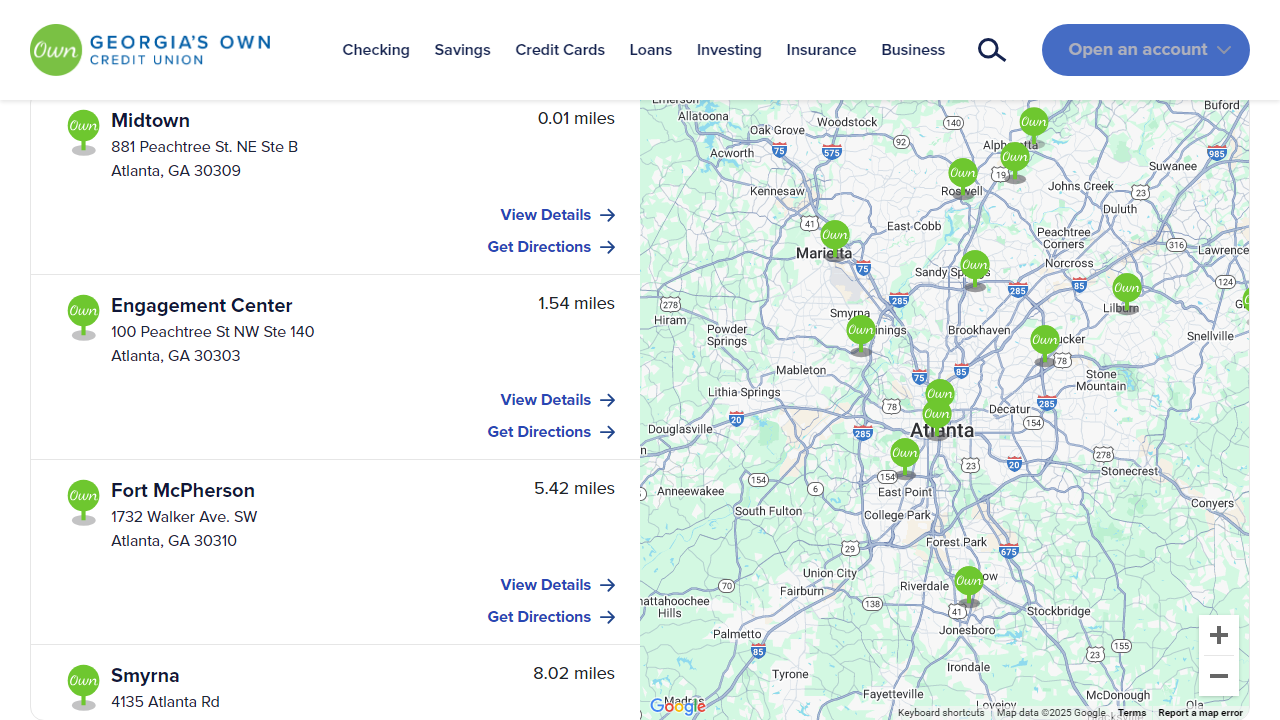 Own GEORGIA'S OWN
CREDIT UNION
Checking
Savings
Credit Cards
Loans
Investing
Insurance
Business
Open an account
Own
Midtown
0.01 miles
881 Peachtree St. NE Ste B
Atlanta, GA 30309
View Details
Get Directions
Own
Engagement Center
1.54 miles
100 Peachtree St NW Ste 140
Atlanta, GA 30303
View Details
Get Directions
Own
Fort McPherson
5.42 miles
1732 Walker Ave. SW
Atlanta, GA 30310
View Details
Get Directions
Own
Smyrna
8.02 miles
4135 Atlanta Rd
Allatoona
Woodstock
Buford
Oak Grove
140
Own
92
Acworth
75
575
985
Own
Suwanee
Own
19
Johns Creek
23
Kennesaw
Duluth
41
East Cobb
Own
Peachtree
Corners
316
Lawrence
Norcross
75
Own
Sandy
285
85
124
Own
278
285
Hiram
Smyrna
Powder
Springs
Own
Brookhaven
Own
78
Snellville
Mableton
75
85
Stone
Mountain
Lithia Springs
Own
78
Own
Decatur
285
20
154
Douglasville
285
Atlanta
Own
278
154
154
23
20
Stonecrest
Anneewakee
6
East Point
Conyers
South Fulton
College Park
Forest Park
29
675
Union City
Own
70
Riverdale
Fairburn
hattahoochee
Hills
138
41
Stockbridge
Palmetto
Jonesboro
155
85
23
Irondale
Tyrone
Fayetteville
McDonough
Lovejoy
Google
Keyboard shortcuts
Map data ©2025 Google
Terms
Report a map error